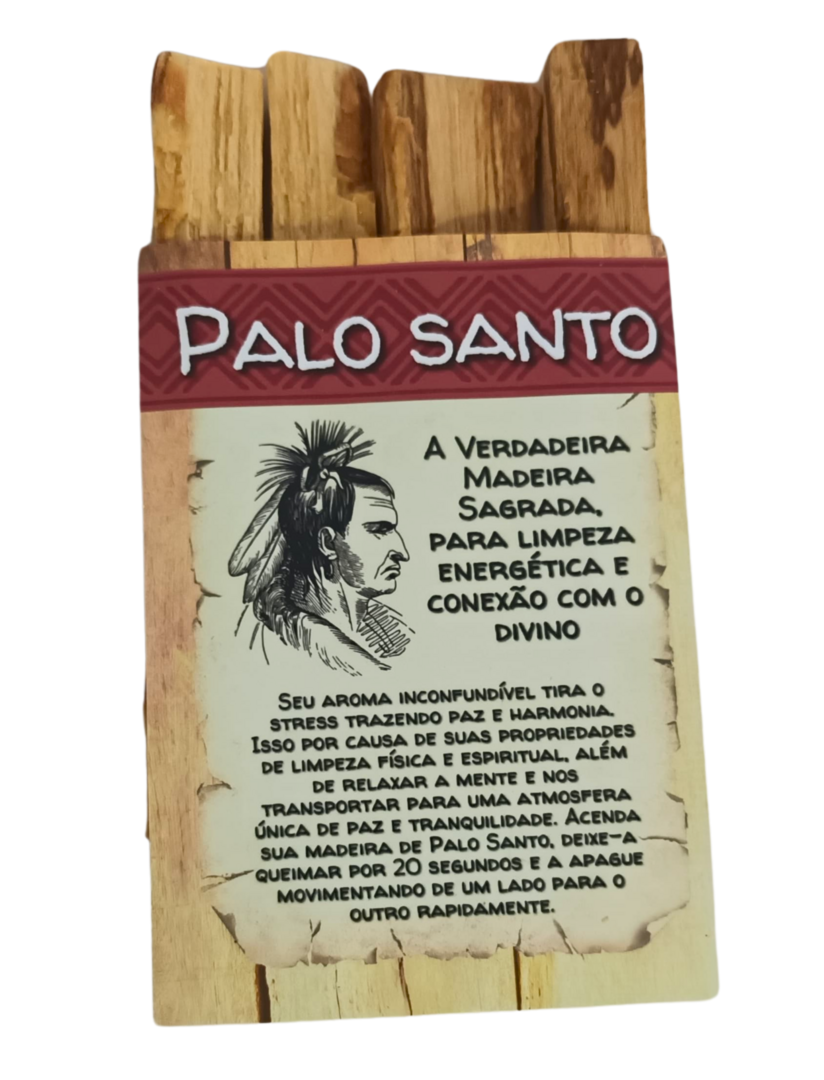 PALO SANTO
A VERDADEIRA
MADEIRA
SAGRADA,
PARA LIMPEZA
ENERGÉTICA E
CONEXÃO COM O
DIVINO
SEU AROMA INCONFUNDÍVEL TIRA O
STRESS TRAZENDO PAZ E HARMONIA.
ISSO POR CAUSA DE SUAS PROPRIEDADES
DE LIMPEZA FÍSICA E ESPIRITUAL, ALÉM
DE RELAXAR A MENTE E NOS
TRANSPORTAR PARA UMA ATMOSFERA
ÚNICA DE PAZ E TRANQUILIDADE. ACENDA
SUA MADEIRA DE PALO SANTO, DEIXE-A
QUEIMAR POR 20 SEGUNDOS E A APAGUE
MOVIMENTANDO DE UM LADO PARA O
OUTRO RAPIDAMENTE.